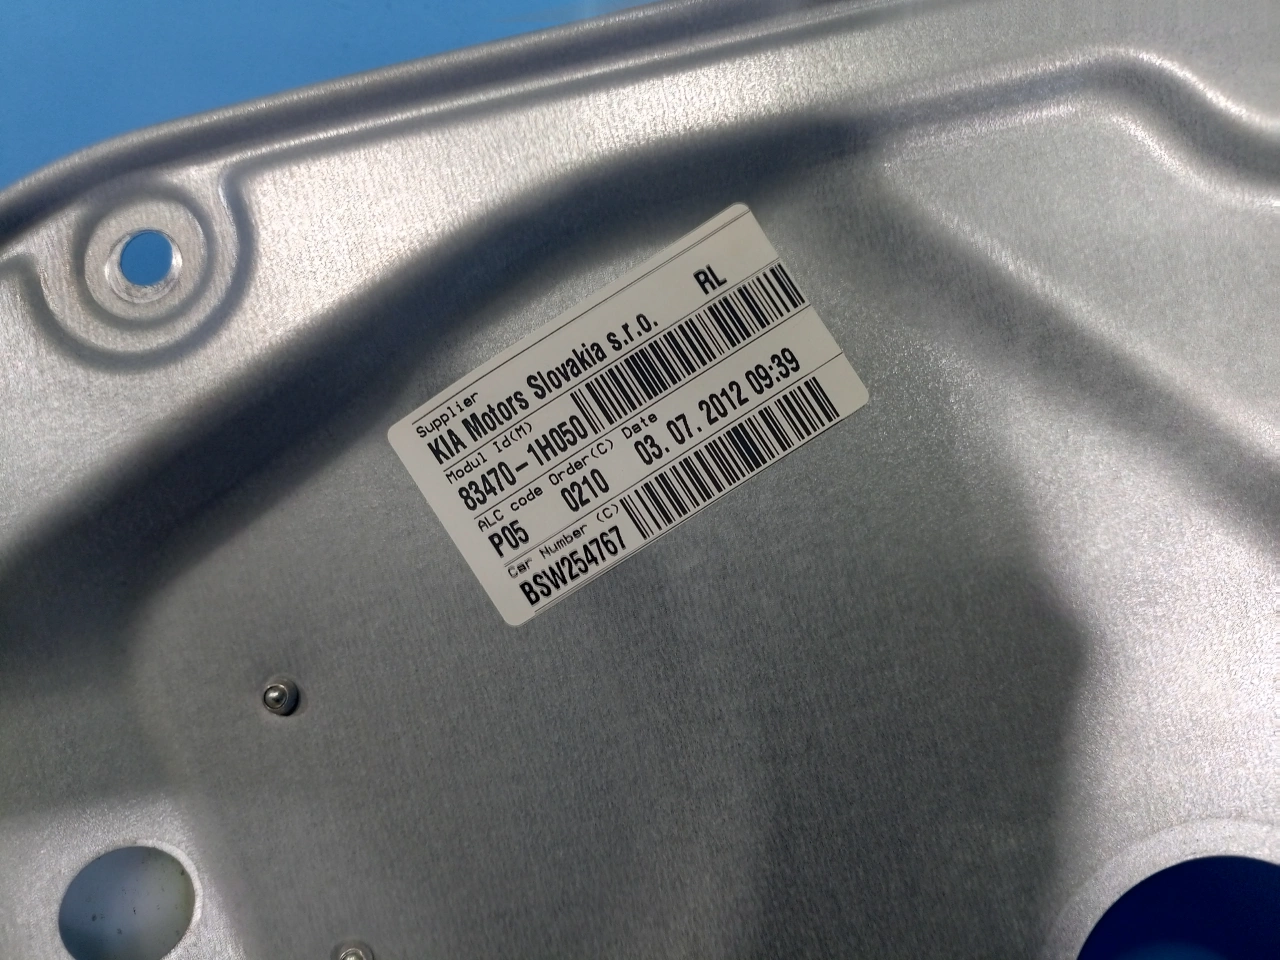 Supplier
KIA Motors Slovakia s.r.o. RL
Modul Id(M)
83470-1H050
ALC code Order(C) Date
P05 0210 03. 07. 2012 09:39
Car Number (C)
BSW254767